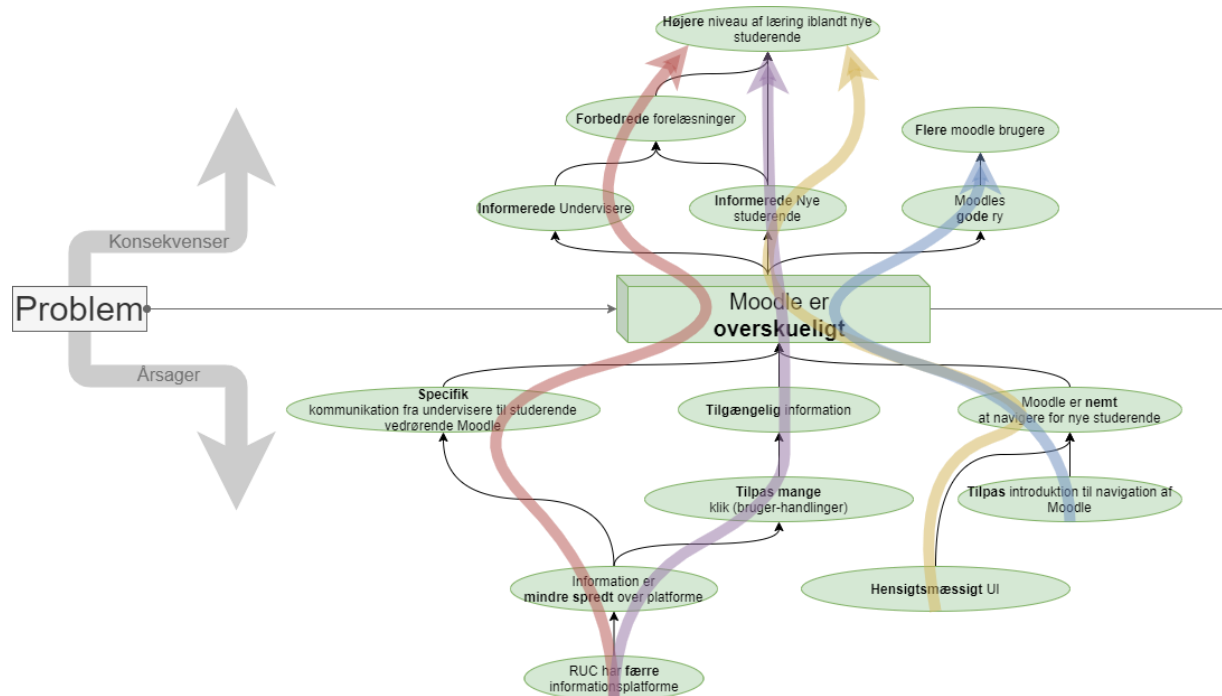 Højere niveau af læring iblandt nye
studerende
Forbedrede forelæsninger
Flere moodle brugere
Informerede Undervisere
Informerede Nye
studerende
Moodles
gode ry
Konsekvenser
Problem
Moodle er
overskueligt
Årsager
Specifik
kommunikation fra undervisere til studerende
vedrørende Moodle
Tilgængelig information
Moodle er nemt
at navigere for nye studerende
Tilpas mange
klik (bruger-handlinger)
Tilpas introduktion til navigation af
Moodle
Information er
mindre spredt over platforme
Hensigtsmæssigt UI
RUC har færre
informationsplatforme